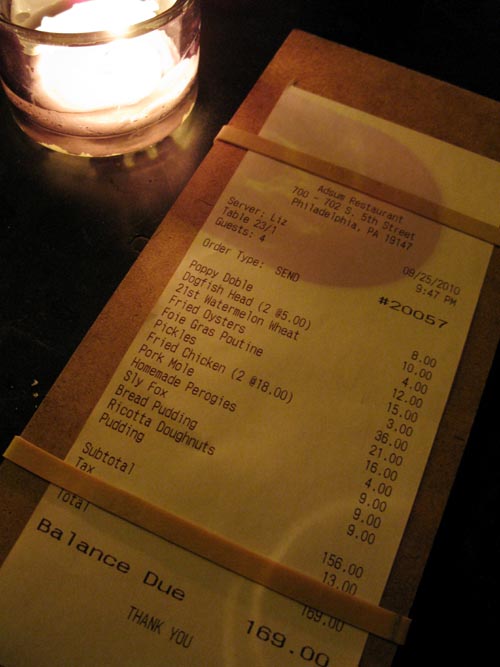 Adsum Restaurant
700 - 702 S. 5th Street
Philadelphia, PA 19147
Server: Liz 08/25/2010
Table 23/1 9:47 PM
Guests: 4 #20057
Order Type: SEND
Poppy Doble 8.00
Dogfish Head (2 @5.00) 10.00
21st Watermelon Wheat 4.00
Fried Oysters 12.00
Foie Gras Poutine 15.00
Pickles 3.00
Fried Chicken (2 @18.00) 36.00
Pork Mole 21.00
Homemade Perogies 16.00
Sly Fox 4.00
Bread Pudding 9.00
Ricotta Doughnuts 9.00
Pudding 9.00
Subtotal 156.00
Tax 13.00
Total 169.00
Balance Due 169.00
THANK YOU